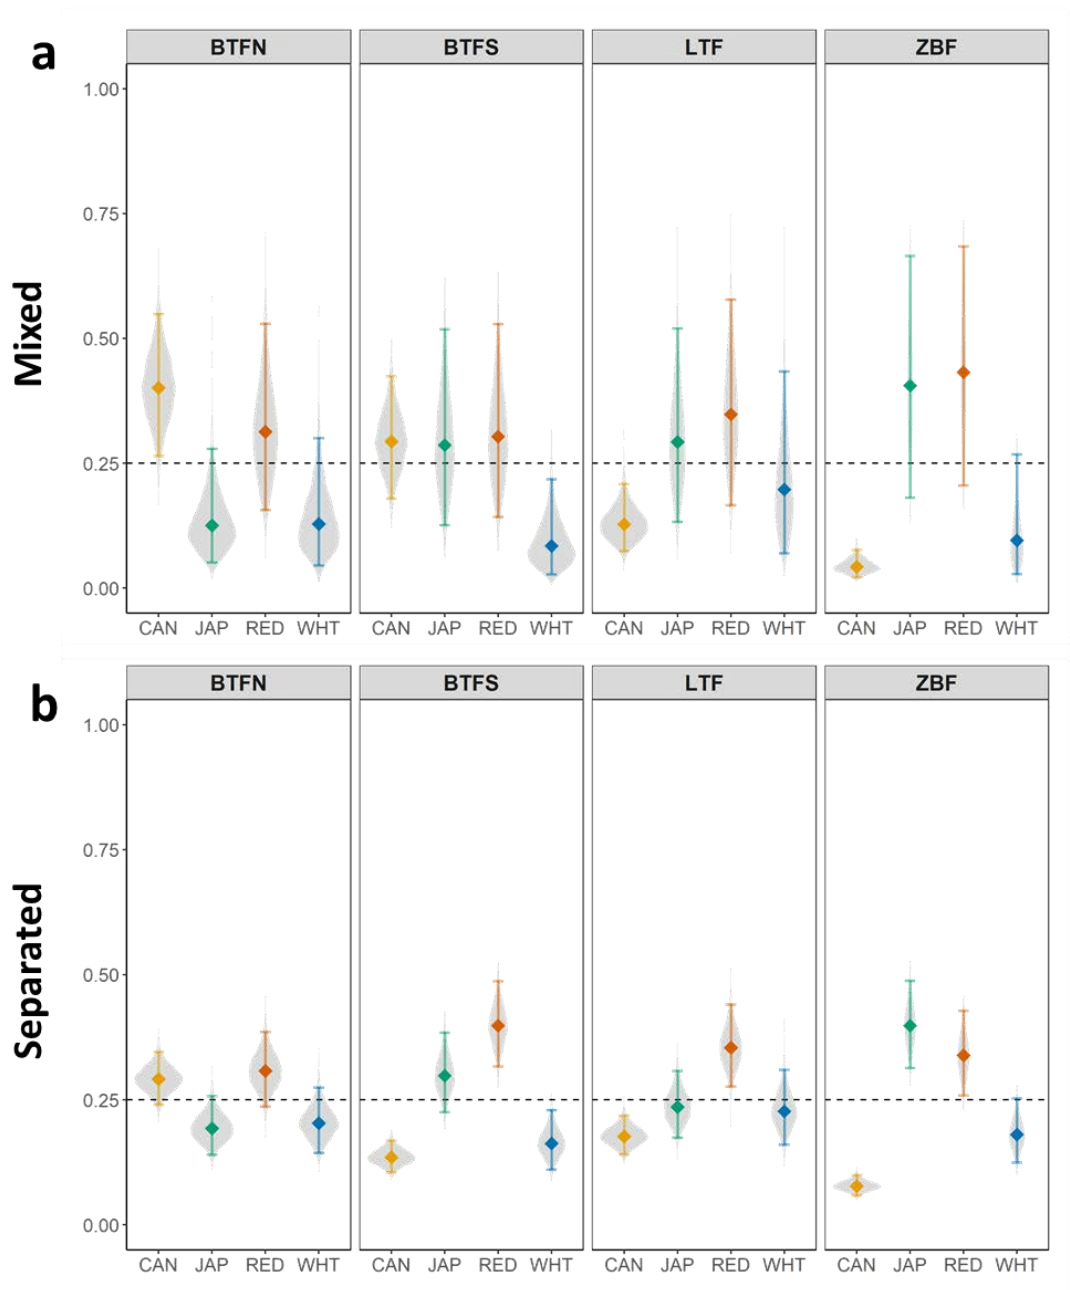 a
BTFN BTFS LTF ZBF
1.00
0.75
0.50
0.25
0.00
Mixed
CAN JAP RED WHT CAN JAP RED WHT CAN JAP RED WHT CAN JAP RED WHT
b
BTFN BTFS LTF ZBF
1.00
0.75
0.50
0.25
0.00
Separated
CAN JAP RED WHT CAN JAP RED WHT CAN JAP RED WHT CAN JAP RED WHT